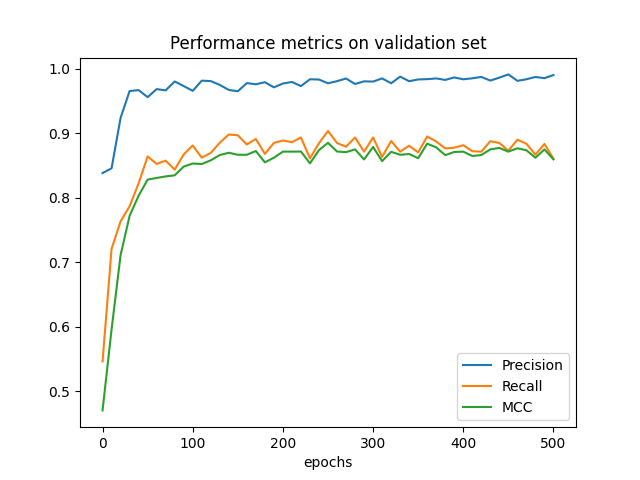 Performance metrics on validation set
1.0
0.9
0.8
0.7
0.6
0.5
Precision
Recall
MCC
0 100 200 300 400 500
epochs